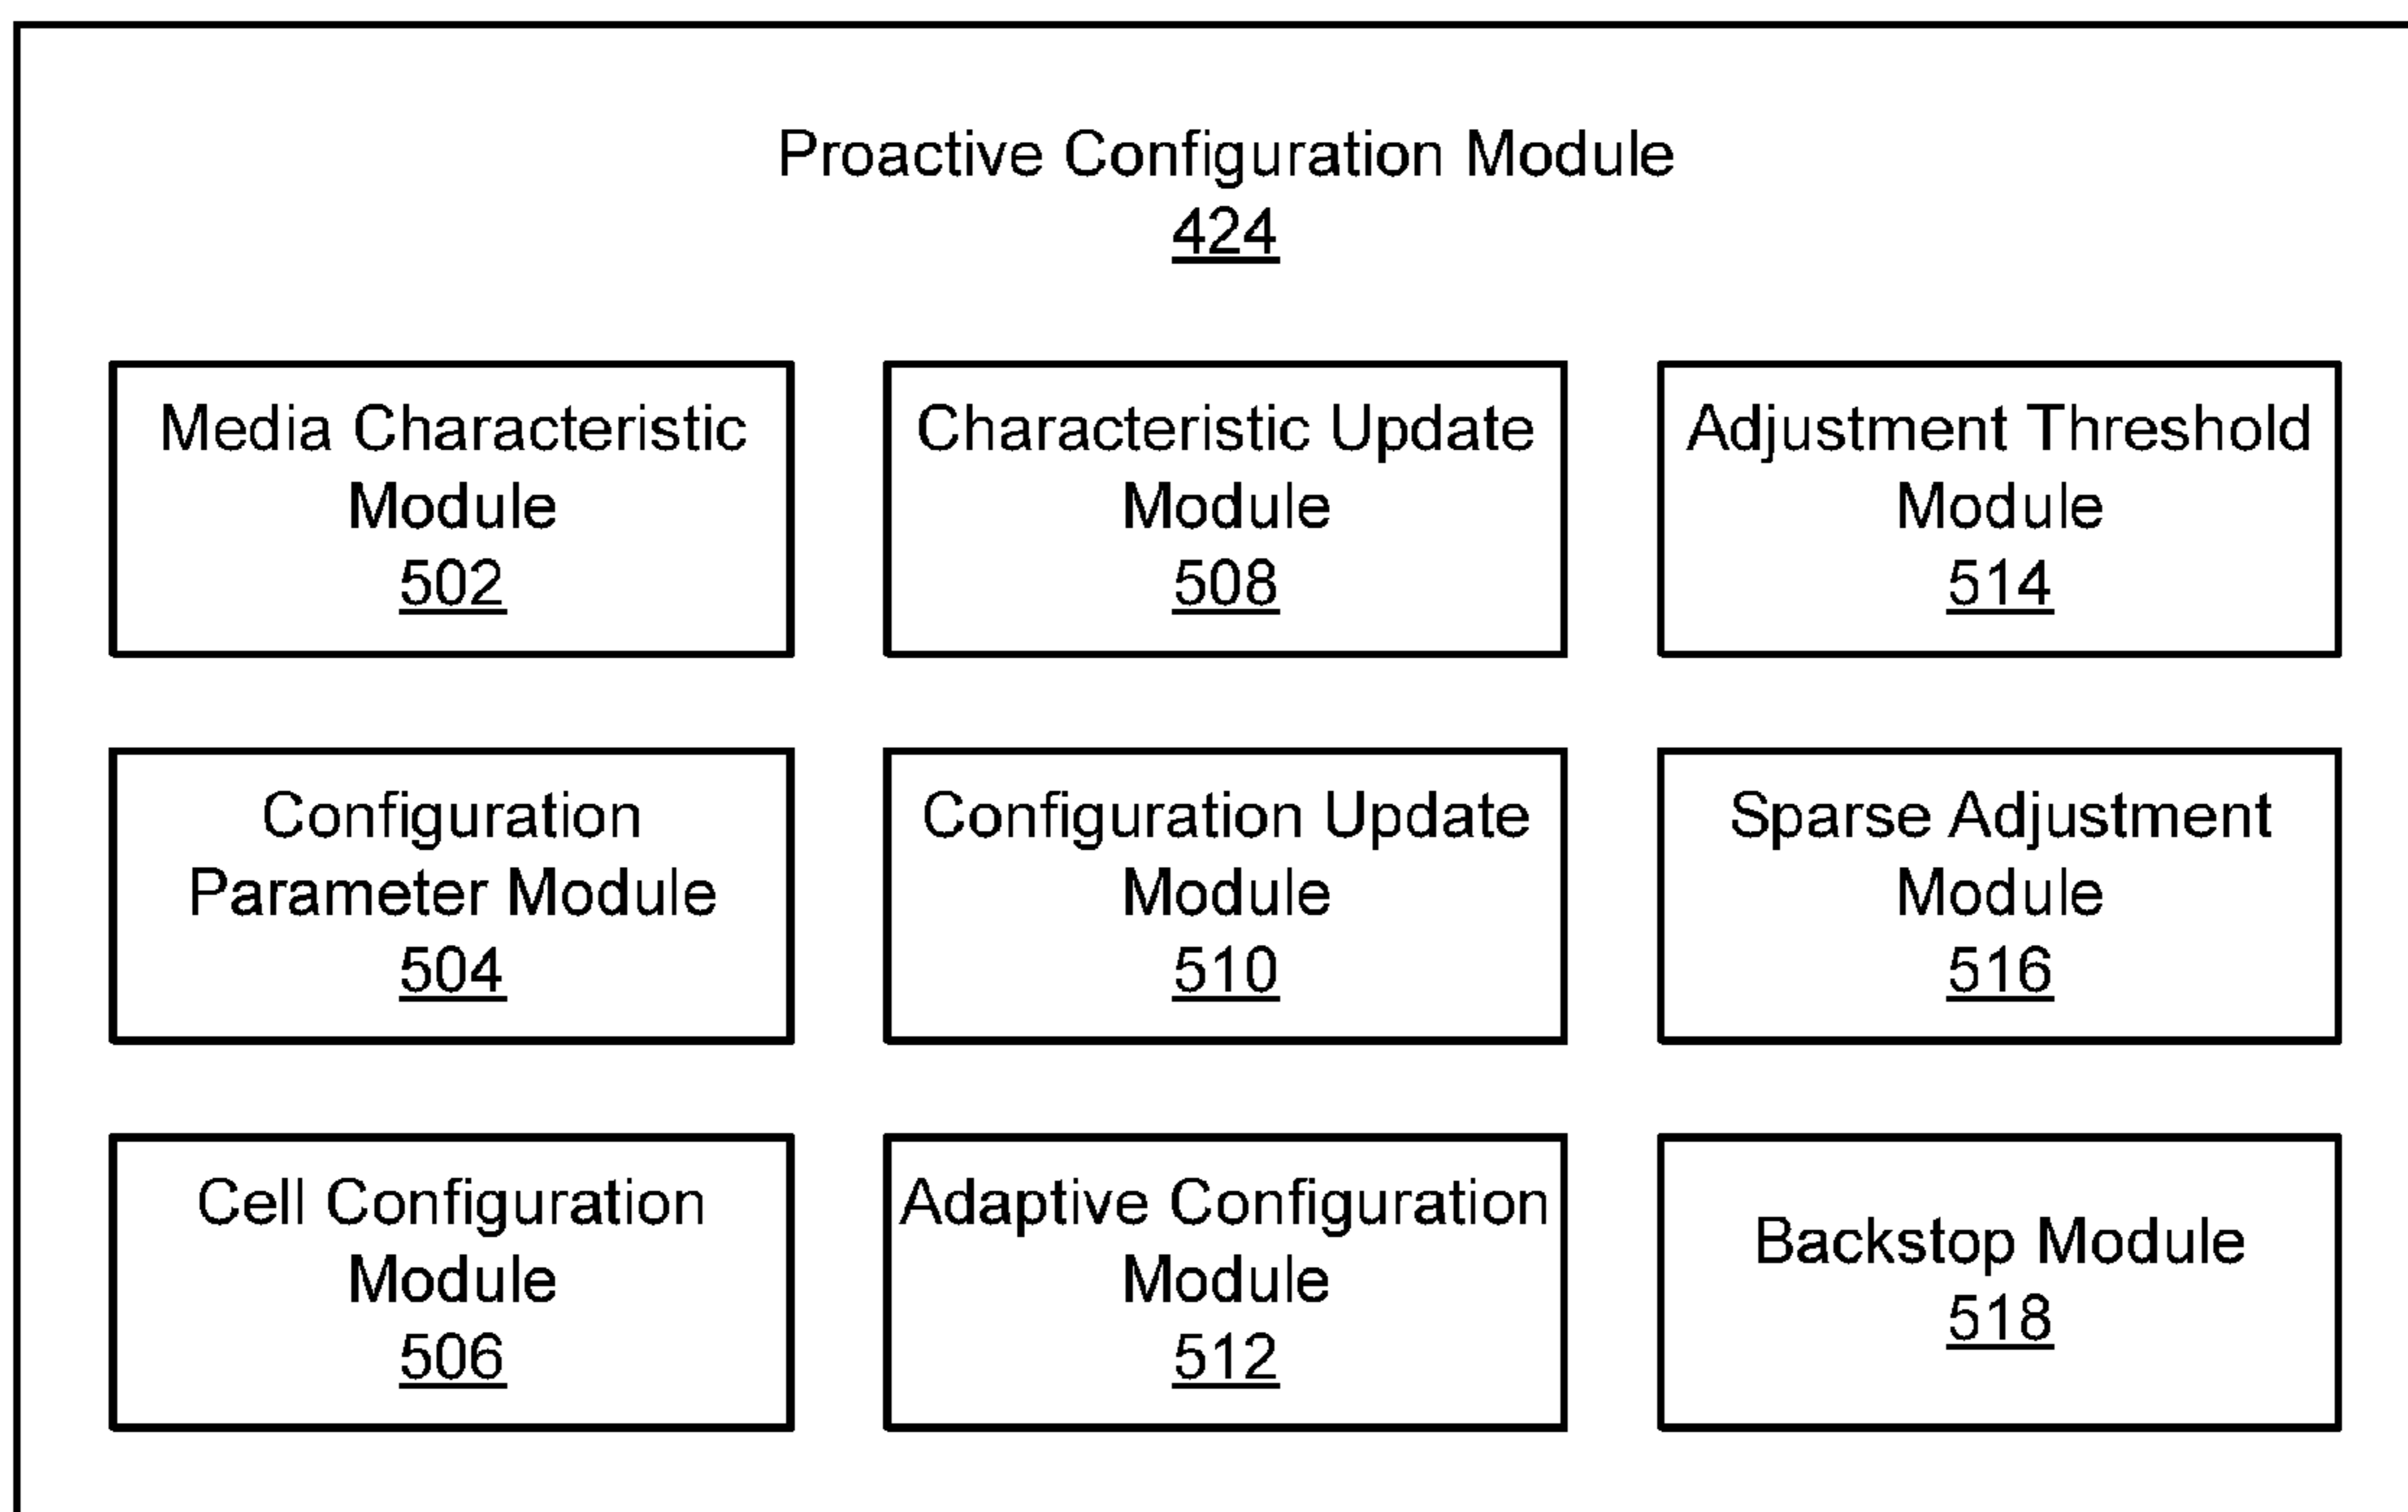 Proactive Configuration Module
424
Media Characteristic
Module
502
Characteristic Update
Module
508
Adjustment Threshold
Module
514
Configuration
Parameter Module
504
Configuration Update
Module
510
Sparse Adjustment
Module
516
Cell Configuration
Module
506
Adaptive Configuration
Module
512
Backstop Module
518